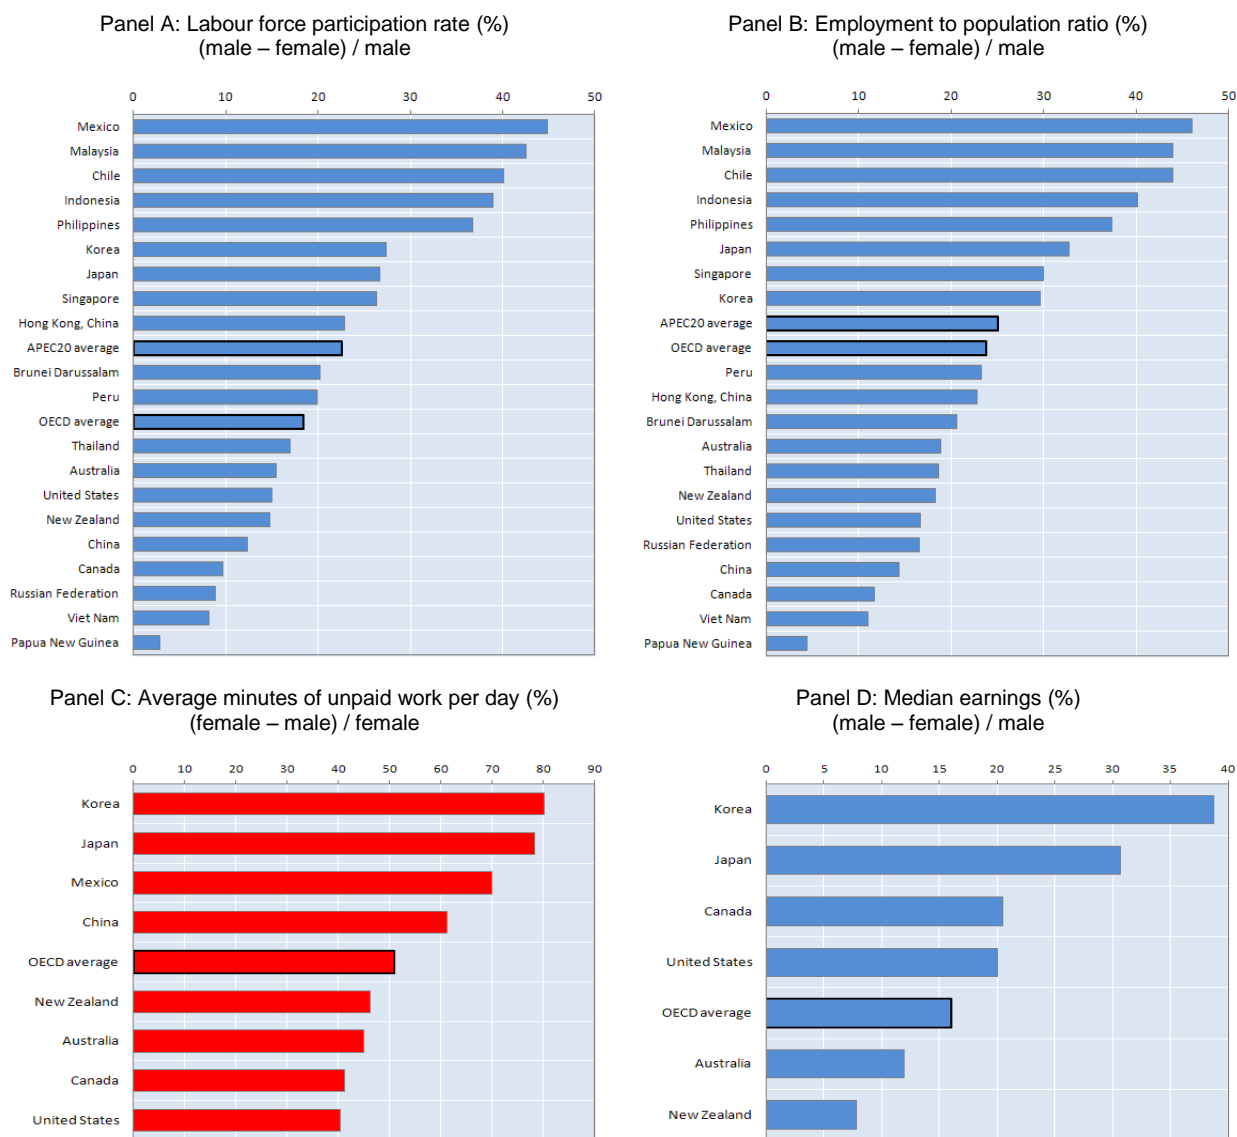 Panel A: Labour force participation rate (%)
(male – female) / male
0 10 20 30 40 50
Mexico
Malaysia
Chile
Indonesia
Philippines
Korea
Japan
Singapore
Hong Kong, China
APEC20 average
Brunei Darussalam
Peru
OECD average
Thailand
Australia
United States
New Zealand
China
Canada
Russian Federation
Viet Nam
Papua New Guinea
Panel B: Employment to population ratio (%)
(male – female) / male
0 10 20 30 40 50
Mexico
Malaysia
Chile
Indonesia
Philippines
Japan
Singapore
Korea
APEC20 average
OECD average
Peru
Hong Kong, China
Brunei Darussalam
Australia
Thailand
New Zealand
United States
Russian Federation
China
Canada
Viet Nam
Papua New Guinea
Panel C: Average minutes of unpaid work per day (%)
(female – male) / female
0 10 20 30 40 50 60 70 80 90
Korea
Japan
Mexico
China
OECD average
New Zealand
Australia
Canada
United States
Panel D: Median earnings (%)
(male – female) / male
0 5 10 15 20 25 30 35 40
Korea
Japan
Canada
United States
OECD average
Australia
New Zealand